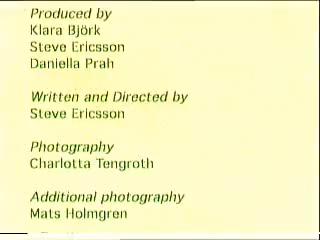 Produced by
Klara Björk
Steve Ericsson
Daniella Prah
Written and Directed by
Steve Ericsson
Photography
Charlotta Tengroth
Additional photography
Mats Holmgren